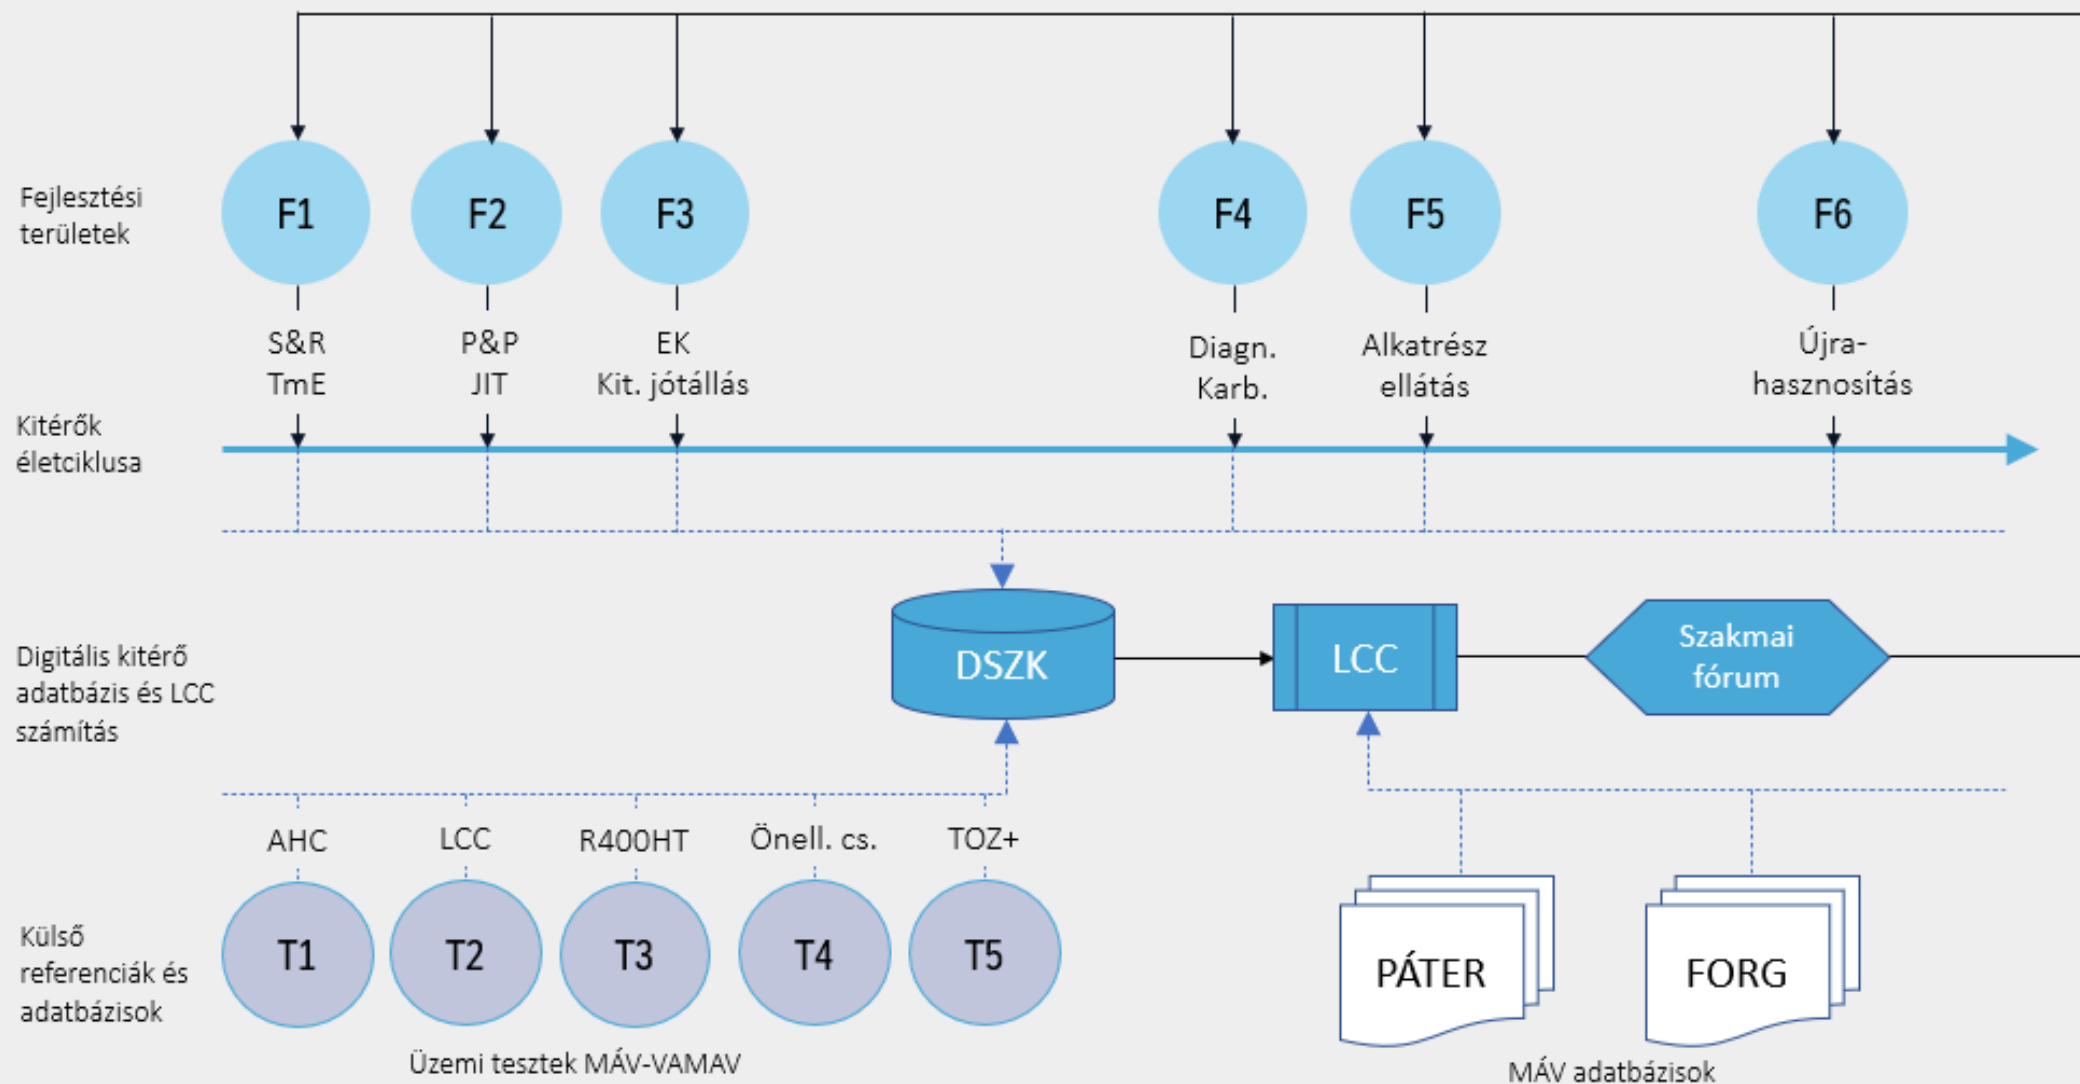 Fejlesztési
területek
F1
F2
F3
F4
F5
F6
S&R
TmE
P&P
JIT
EK
Kit. jótállás
Diagn.
Karb.
Alkatrész
ellátás
Újra-
hasznosítás
Kitérők
életciklusa
Digitális kitérő
adatbázis és LCC
számítás
DSZK
LCC
Szakmai
fórum
AHC
LCC
R400HT
Önell. cs.
TOZ+
Külső
referenciák és
adatbázisok
T1
T2
T3
T4
T5
PÁTER
FORG
Üzemi tesztek MÁV-VAMAV
MÁV adatbázisok